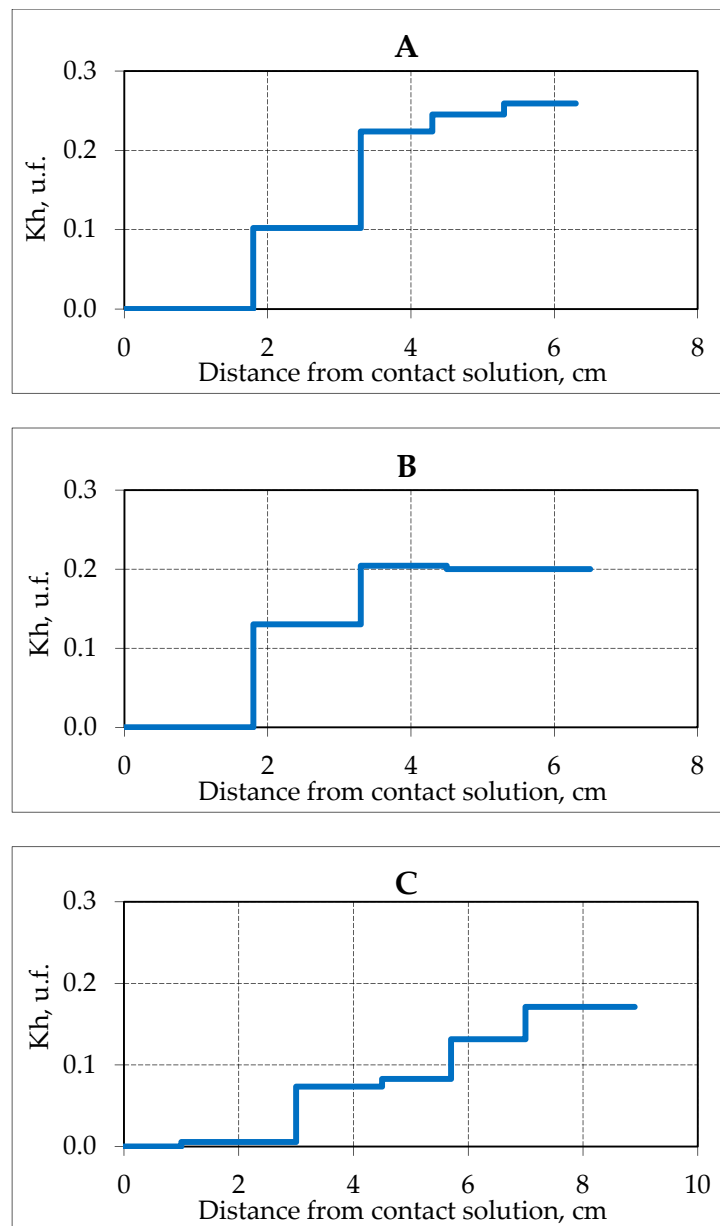 A
0.3
0.2
0.1
0.0
Kh, u.f.
0 2 4 6 8
Distance from contact solution, cm
B
0.3
0.2
0.1
0.0
Kh, u.f.
0 2 4 6 8
Distance from contact solution, cm
C
0.3
0.2
0.1
0.0
Kh, u.f.
0 2 4 6 8 10
Distance from contact solution, cm